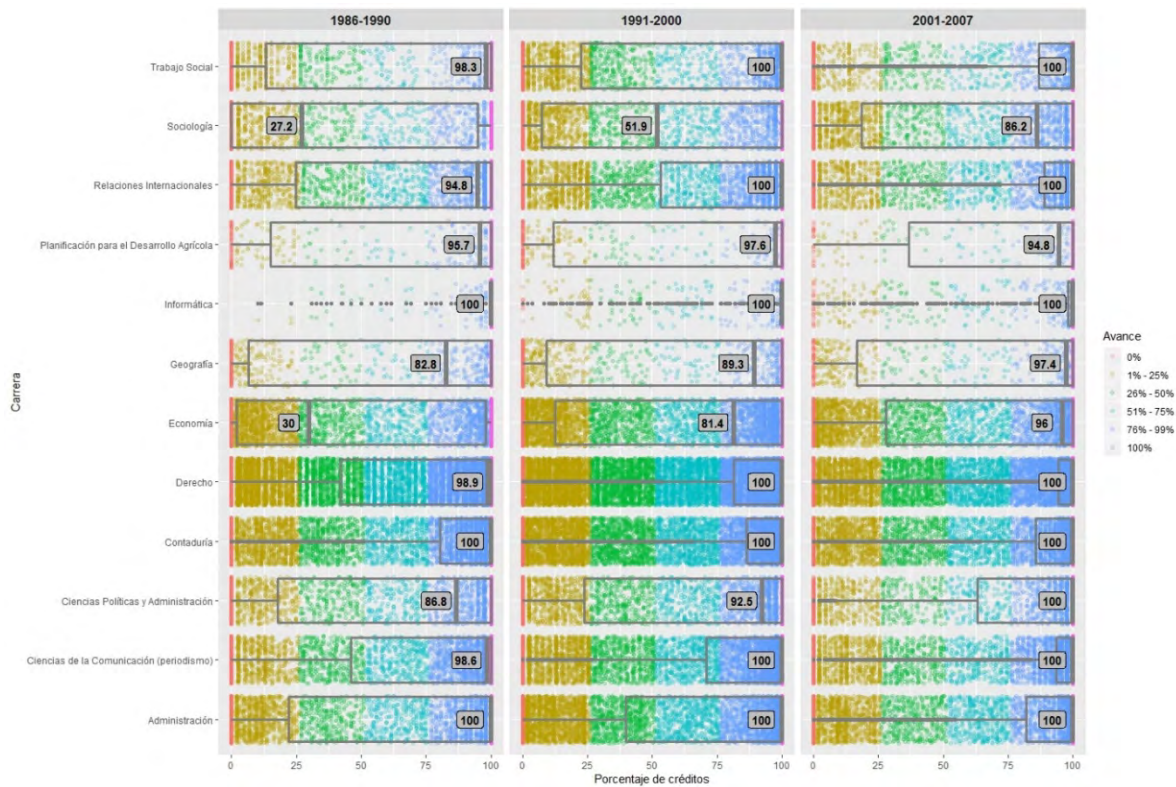 1986-1990 1991-2000 2001-2007
Trabajo Social 98.3 100 100
Sociología 27.2 51.9 86.2
Relaciones Internacionales 94.8 100 100
Planificación para el Desarrollo Agrícola 95.7 97.6 94.8
Informática 100 100 100
Geografía 82.8 89.3 97.4
Economía 30 81.4 96
Derecho 98.9 100 100
Contaduría 100 100 100
Ciencias Políticas y Administración 86.8 92.5 100
Ciencias de la Comunicación (periodismo) 98.6 100 100
Administración 100 100 100
0 25 50 75 100 0 25 50 75 100 0 25 50 75 100
Porcentaje de créditos
Carrera
Avance
0%
1% - 25%
26% - 50%
51% - 75%
76% - 99%
100%